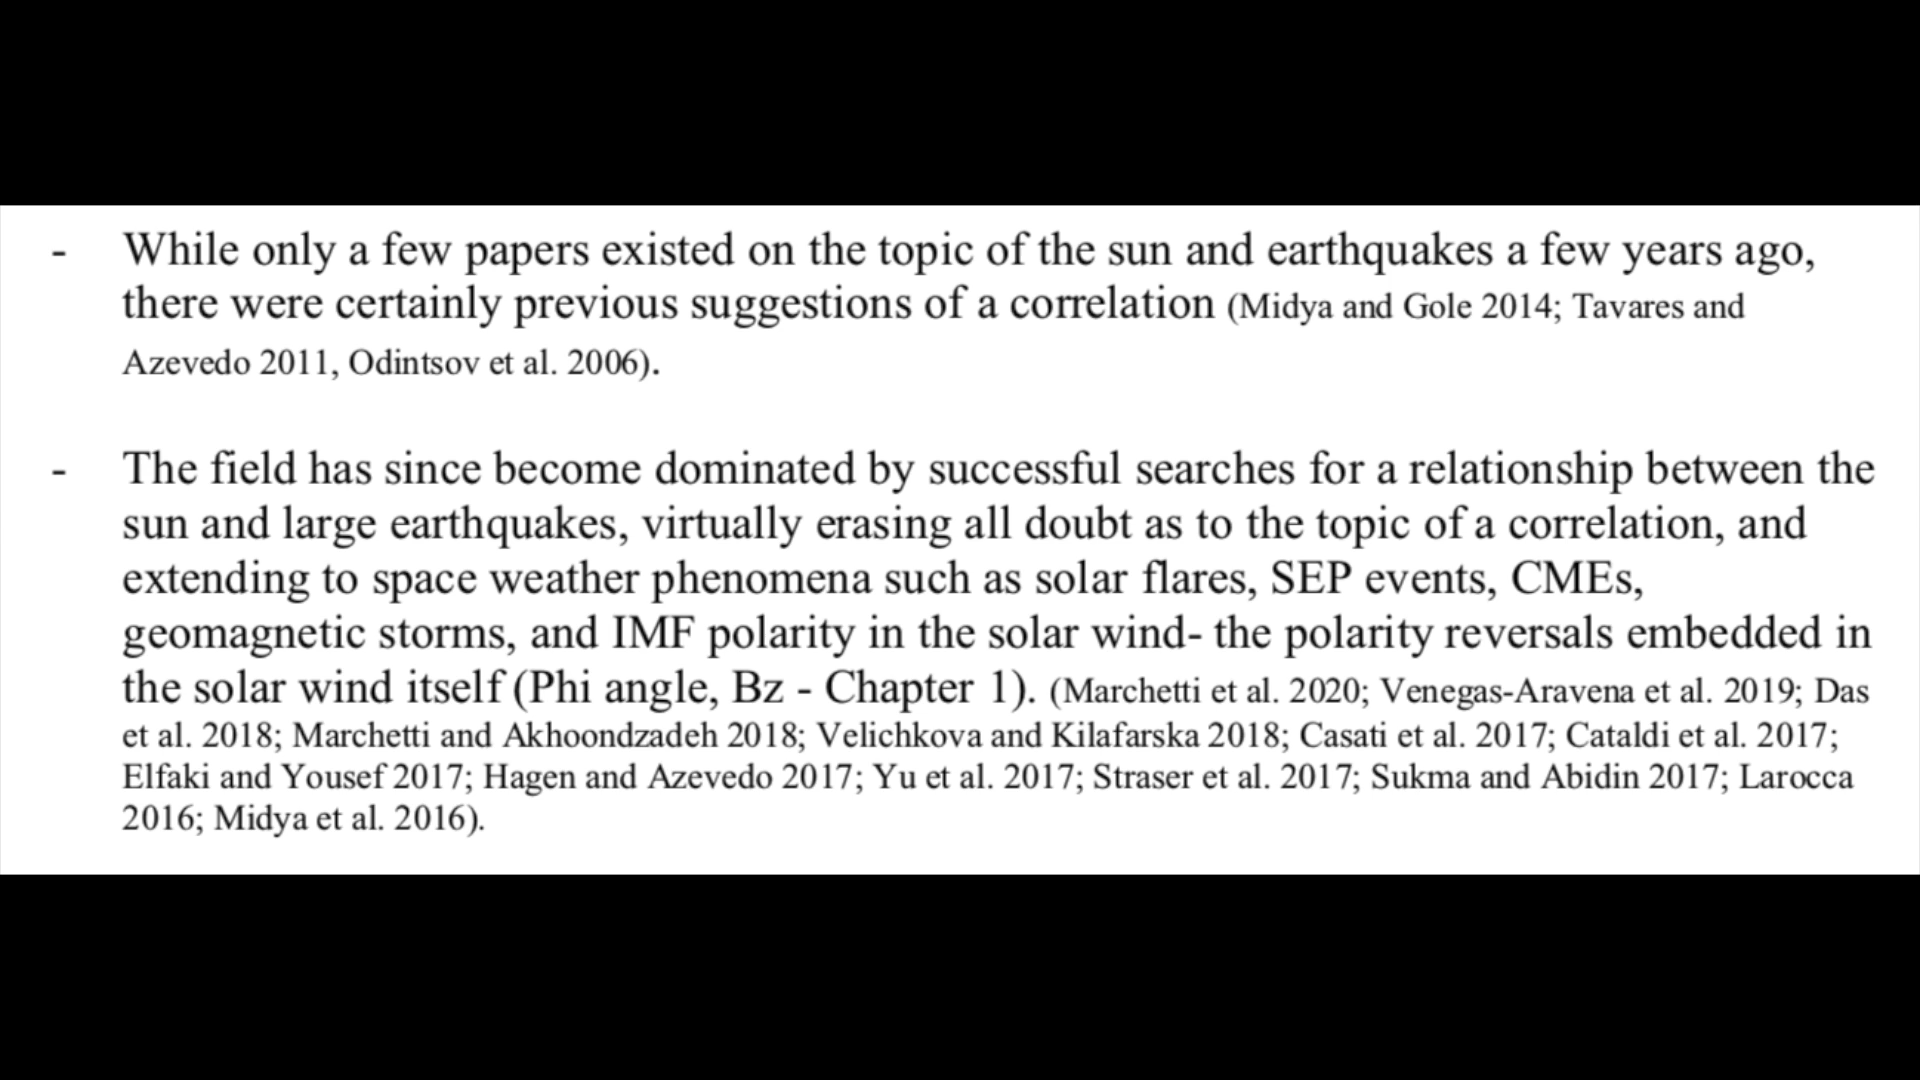 - While only a few papers existed on the topic of the sun and earthquakes a few years ago,
there were certainly previous suggestions of a correlation (Midya and Gole 2014; Tavares and
Azevedo 2011, Odintsov et al. 2006).
- The field has since become dominated by successful searches for a relationship between the
sun and large earthquakes, virtually erasing all doubt as to the topic of a correlation, and
extending to space weather phenomena such as solar flares, SEP events, CMEs,
geomagnetic storms, and IMF polarity in the solar wind- the polarity reversals embedded in
the solar wind itself (Phi angle, Bz - Chapter 1). (Marchetti et al. 2020; Venegas-Aravena et al. 2019; Das
et al. 2018; Marchetti and Akhoondzadeh 2018; Velichkova and Kilafarska 2018; Casati et al. 2017; Cataldi et al. 2017;
Elfaki and Yousef 2017; Hagen and Azevedo 2017; Yu et al. 2017; Straser et al. 2017; Sukma and Abidin 2017; Larocca
2016; Midya et al. 2016).